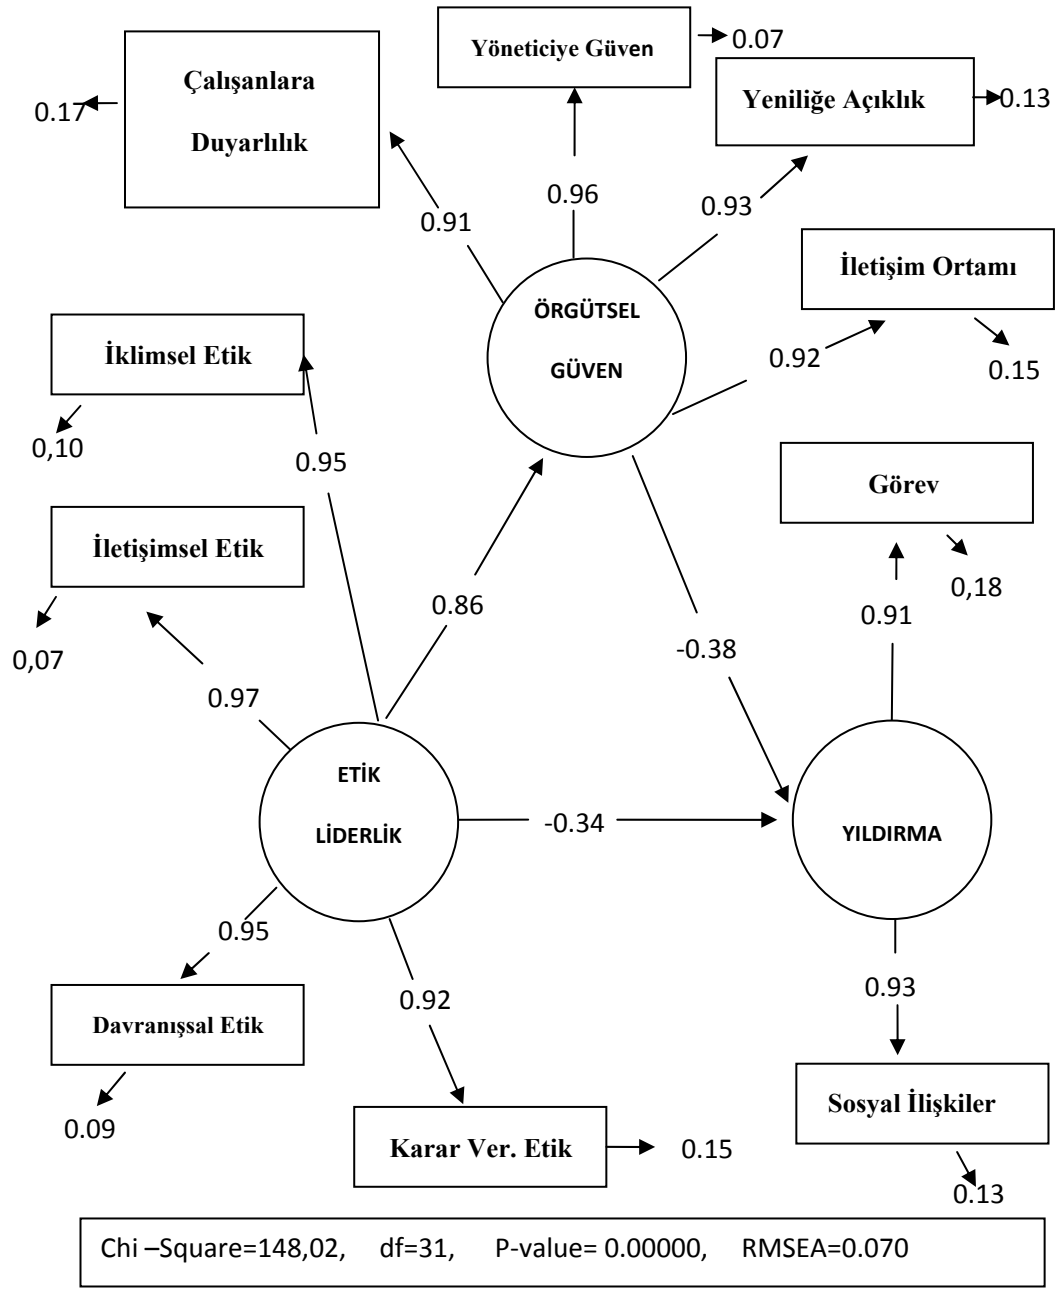 Yöneticiye Güven
0.07
Çalışanlara
Duyarlılık
0.17
Yeniliğe Açıklık
0.13
0.96
0.93
0.91
İletişim Ortamı
0.15
ÖRGÜTSEL
GÜVEN
0.92
İklimsel Etik
0,10
0.95
Görev
0,18
İletişimsel Etik
0,07
0.86
0.91
-0.38
0.97
ETİK
LİDERLİK
-0.34
YILDIRMA
0.95
0.92
0.93
Davranışsal Etik
0.09
Karar Ver. Etik
0.15
Sosyal İlişkiler
0.13
Chi –Square=148,02, df=31, P-value= 0.00000, RMSEA=0.070